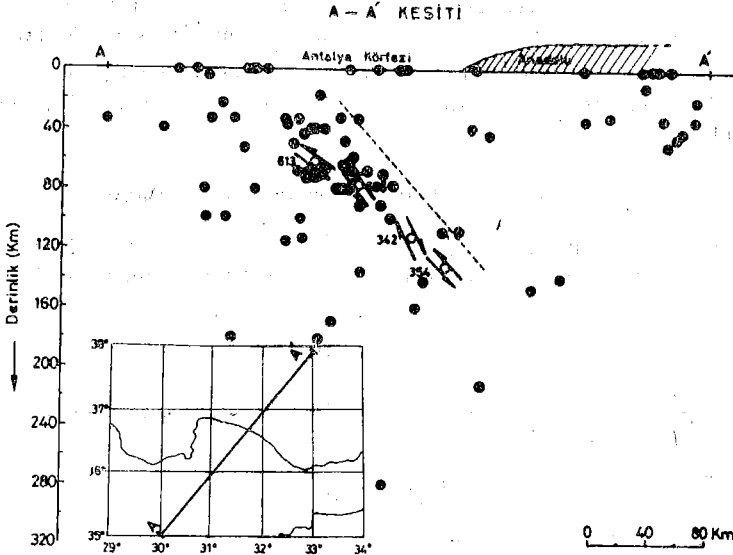 A – A' KESİTİ
A
Antalya Körfezi
Anadolu
A'
0
40
80
120
160
200
240
280
320
Derinlik (Km)
613
342
354
38°
37°
36°
35°
29°
30°
31°
32°
33°
34°
A
A'
0 40 80 Km